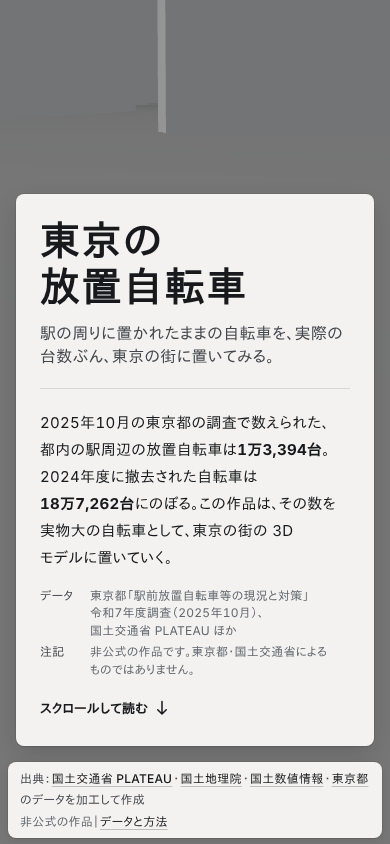 東京の
放置自転車
駅の周りに置かれたままの自転車を、実際の
台数ぶん、東京の街に置いてみる。
2025年10月の東京都の調査で数えられた、
都内の駅周辺の放置自転車は1万3,394台。
2024年度に撤去された自転車は
18万7,262台にのぼる。この作品は、その数を
実物大の自転車として、東京の街の 3D
モデルに置いていく。
データ 東京都「駅前放置自転車等の現況と対策」
令和7年度調査（2025年10月）、
国土交通省 PLATEAU ほか
注記 非公式の作品です。東京都・国土交通省による
ものではありません。
スクロールして読む ↓
出典：国土交通省 PLATEAU · 国土地理院 · 国土数値情報 · 東京都
のデータを加工して作成
非公式の作品 | データと方法